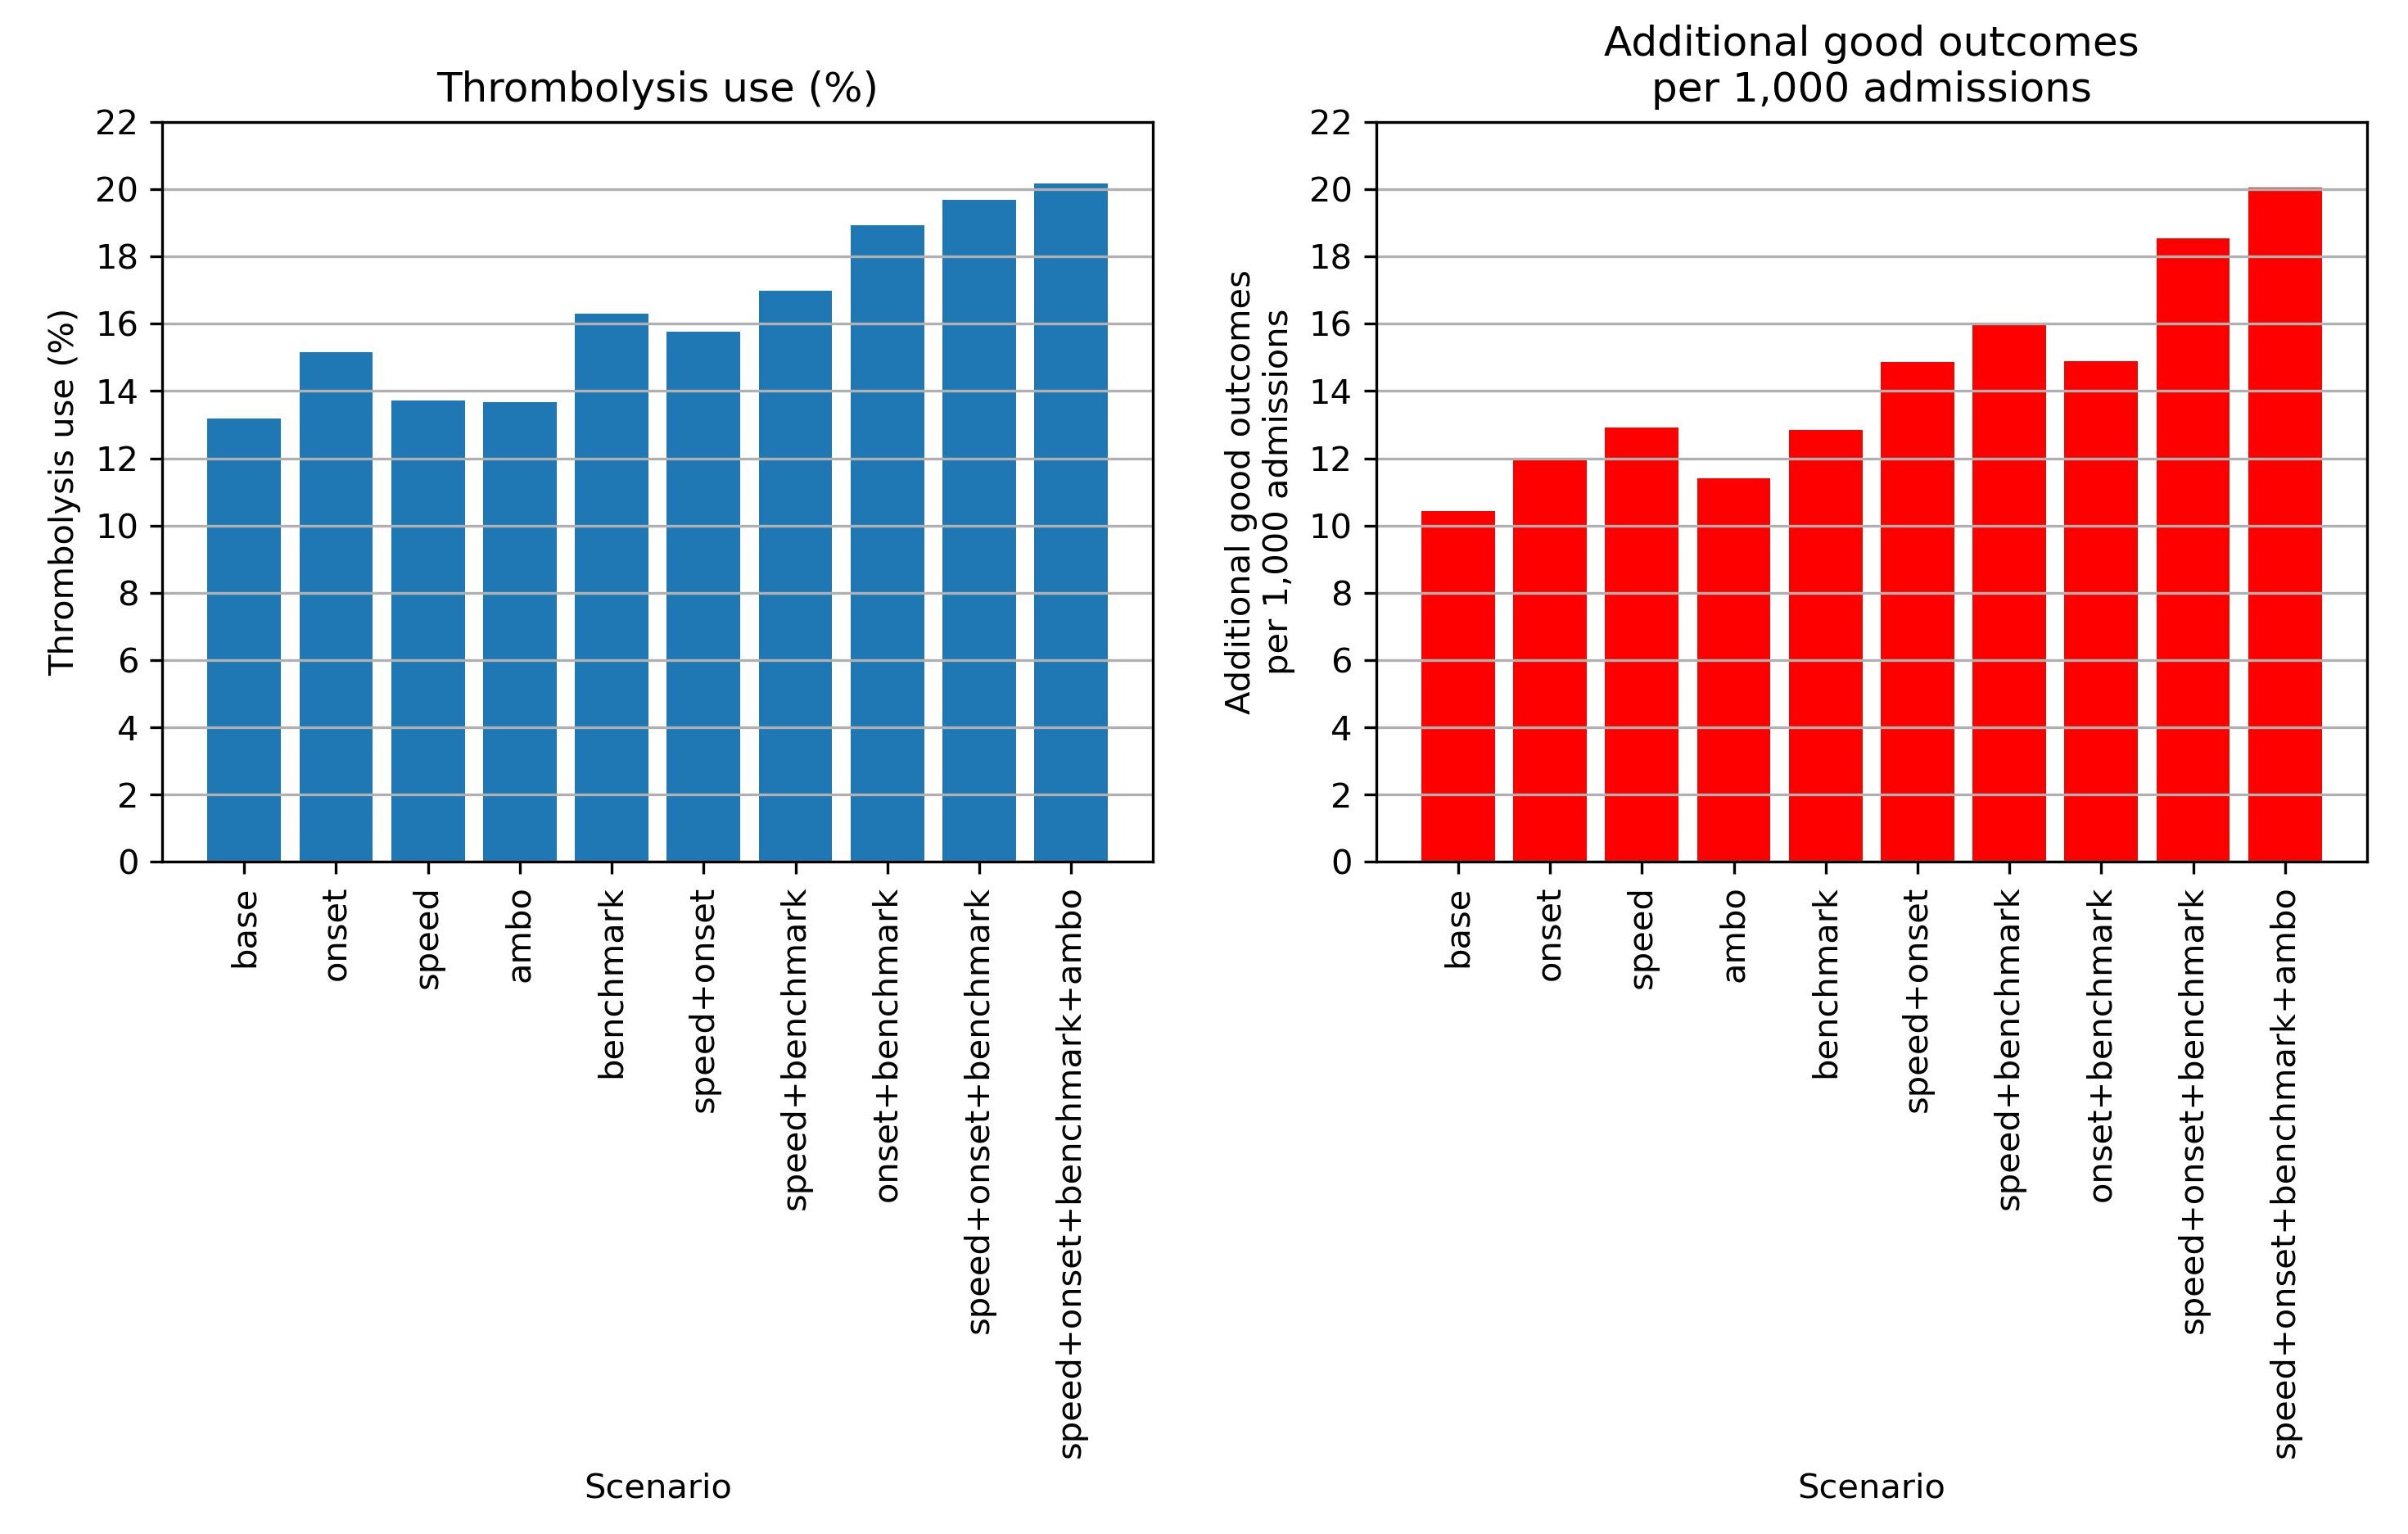 Thrombolysis use (%)
Thrombolysis use (%)
22
20
18
16
14
12
10
8
6
4
2
0
base
onset
speed
ambo
benchmark
speed+onset
speed+benchmark
onset+benchmark
speed+onset+benchmark
speed+onset+benchmark+ambo
Scenario
Additional good outcomes
per 1,000 admissions
Additional good outcomes
per 1,000 admissions
22
20
18
16
14
12
10
8
6
4
2
0
base
onset
speed
ambo
benchmark
speed+onset
speed+benchmark
onset+benchmark
speed+onset+benchmark
speed+onset+benchmark+ambo
Scenario